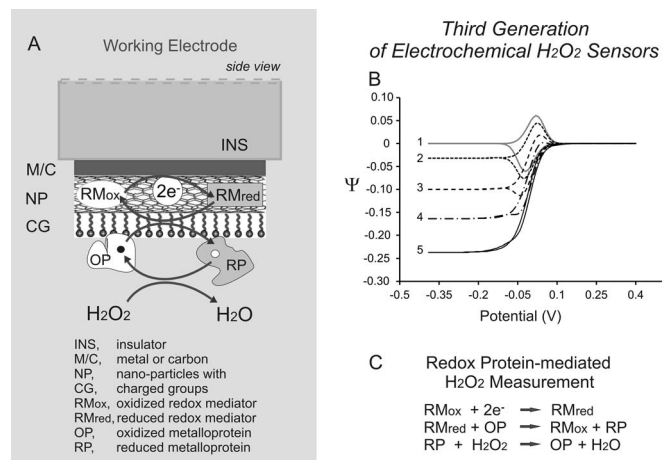 A
Working Electrode
side view
INS
M/C
NP
RMox
2e-
RMred
CG
OP
RP
H2O2
H2O
INS, insulator
M/C, metal or carbon
NP, nano-particles with
CG, charged groups
RMox, oxidized redox mediator
RMred, reduced redox mediator
OP, oxidized metalloprotein
RP, reduced metalloprotein
Third Generation
of Electrochemical H2O2 Sensors
B
0.10
0.05
0
-0.05
-0.10
-0.15
-0.20
-0.25
-0.30
Ψ
1
2
3
4
5
-0.5 -0.25 -0.05 0.05 0.25 0.4
Potential (V)
C Redox Protein-mediated
H2O2 Measurement
RMox + 2e- → RMred
RMred + OP → RMox + RP
RP + H2O2 → OP + H2O